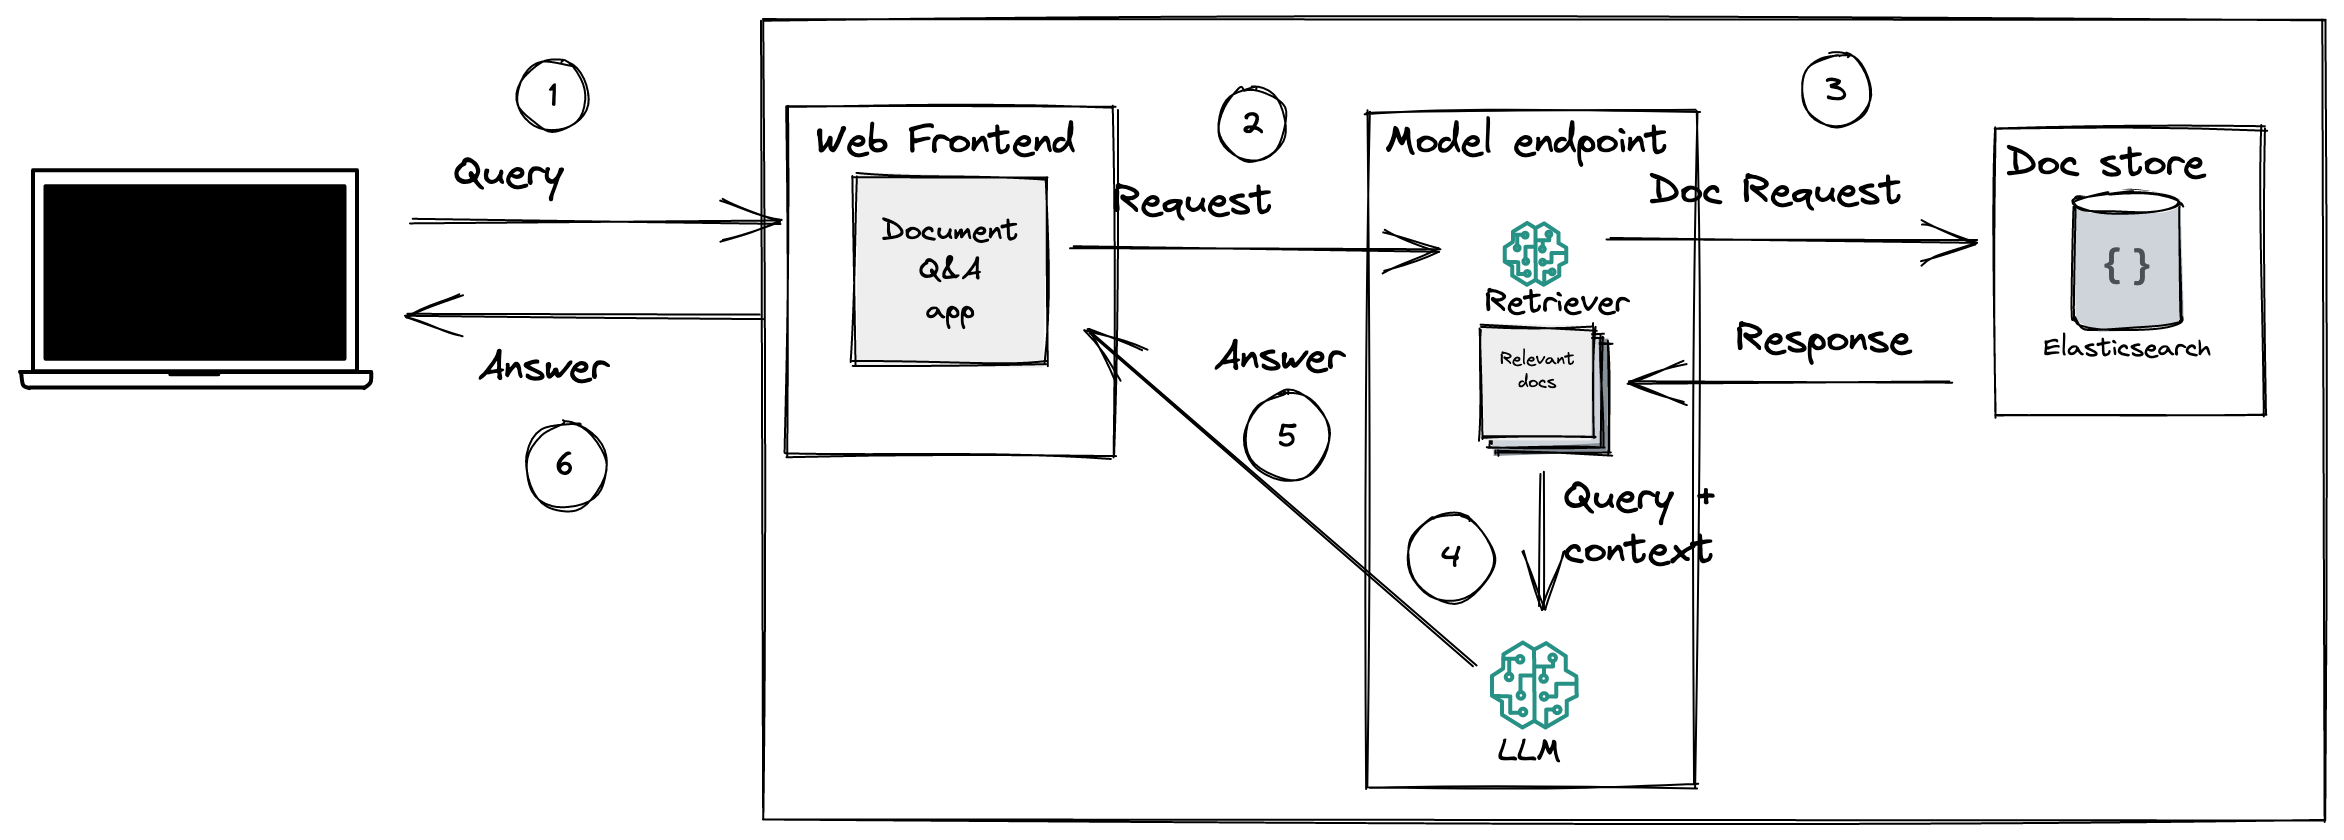 1
Query
Answer
6
Web Frontend
Document
Q&A
app
2
Request
Answer
5
Model endpoint
Retriever
Relevant
docs
4
Query +
context
LLM
3
Doc Request
Response
Doc store
{ }
Elasticsearch